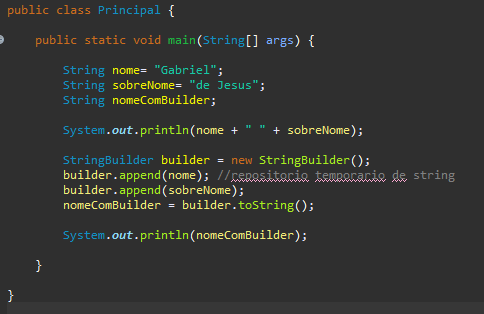 public class Principal {
public static void main(String[] args) {
String nome= "Gabriel";
String sobreNome= "de Jesus";
String nomeComBuilder;
System.out.println(nome + " " + sobreNome);
StringBuilder builder = new StringBuilder();
builder.append(nome); //repositorio temporario de string
builder.append(sobreNome);
nomeComBuilder = builder.toString();
System.out.println(nomeComBuilder);
}
}